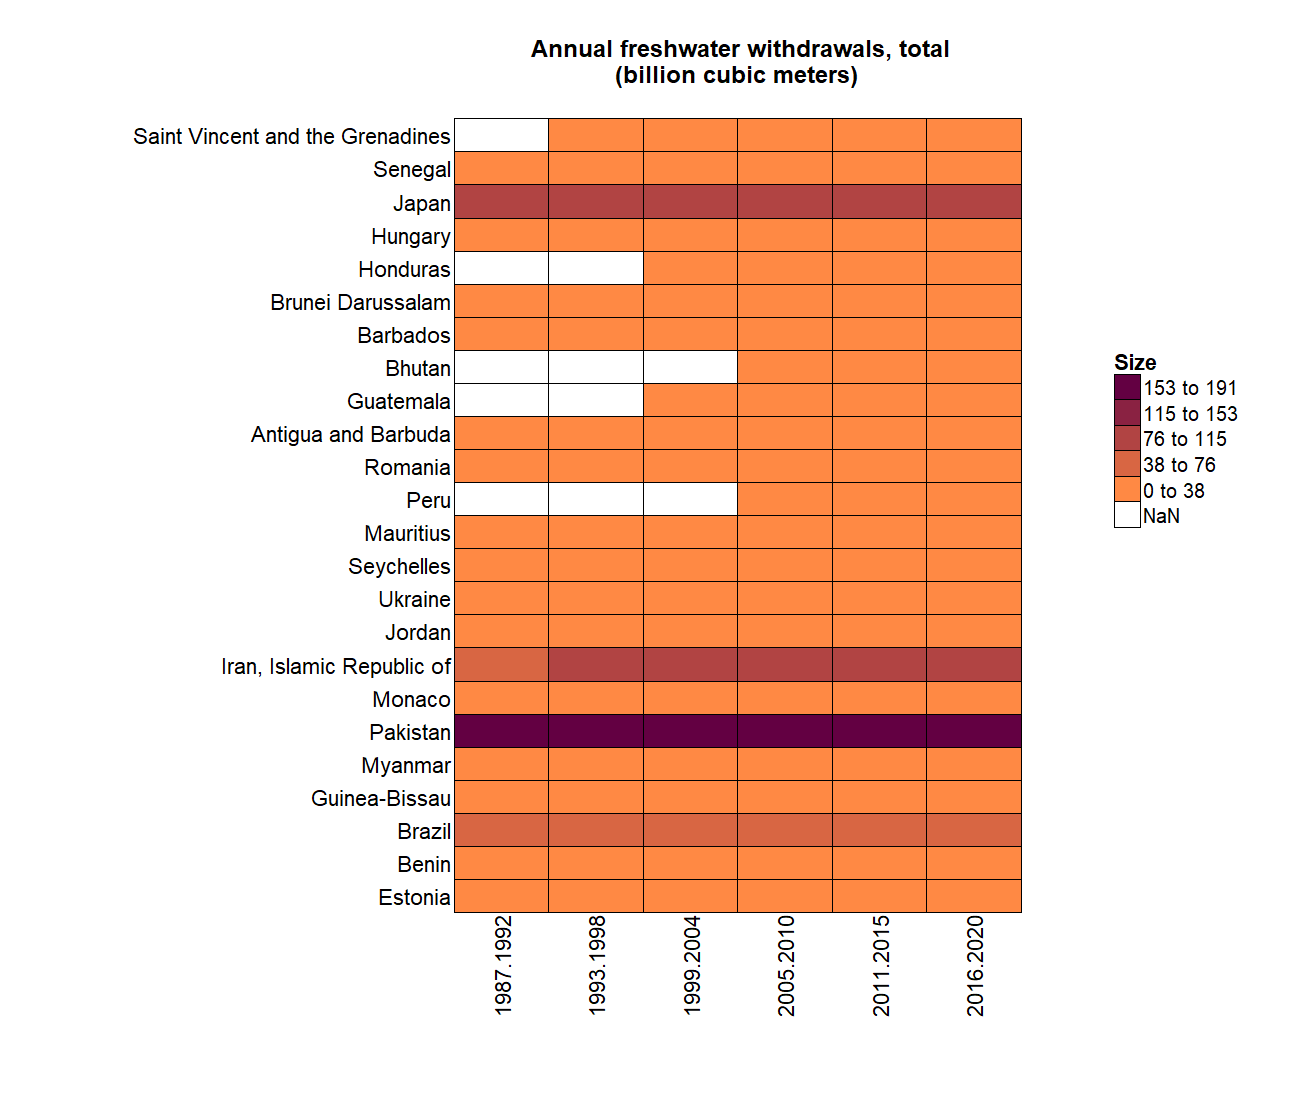 Annual freshwater withdrawals, total
(billion cubic meters)
Saint Vincent and the Grenadines
Senegal
Japan
Hungary
Honduras
Brunei Darussalam
Barbados
Bhutan
Guatemala
Antigua and Barbuda
Romania
Peru
Mauritius
Seychelles
Ukraine
Jordan
Iran, Islamic Republic of
Monaco
Pakistan
Myanmar
Guinea-Bissau
Brazil
Benin
Estonia
1987.1992
1993.1998
1999.2004
2005.2010
2011.2015
2016.2020
Size
153 to 191
115 to 153
76 to 115
38 to 76
0 to 38
NaN